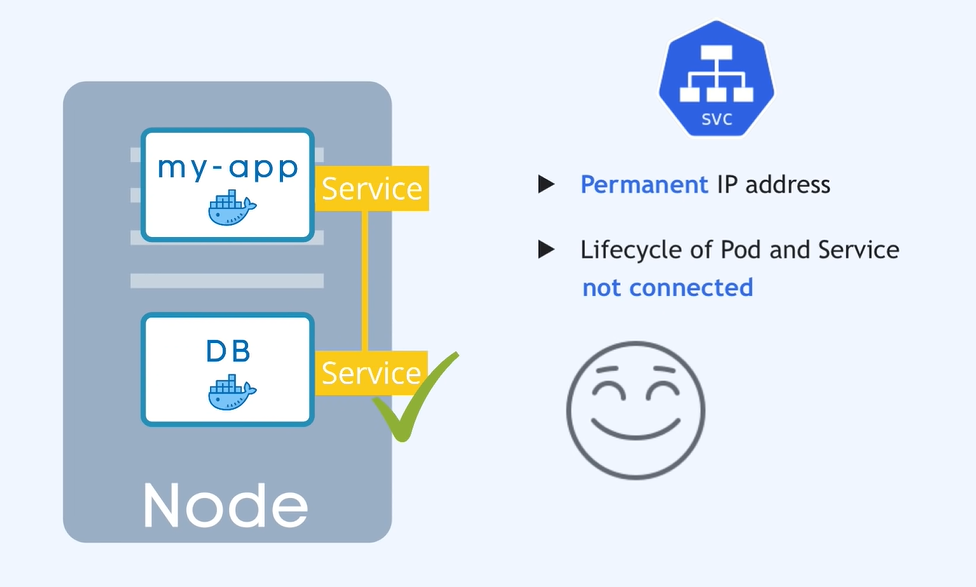 my-app
Service
DB
Service
Node
svc
Permanent IP address
Lifecycle of Pod and Service
not connected